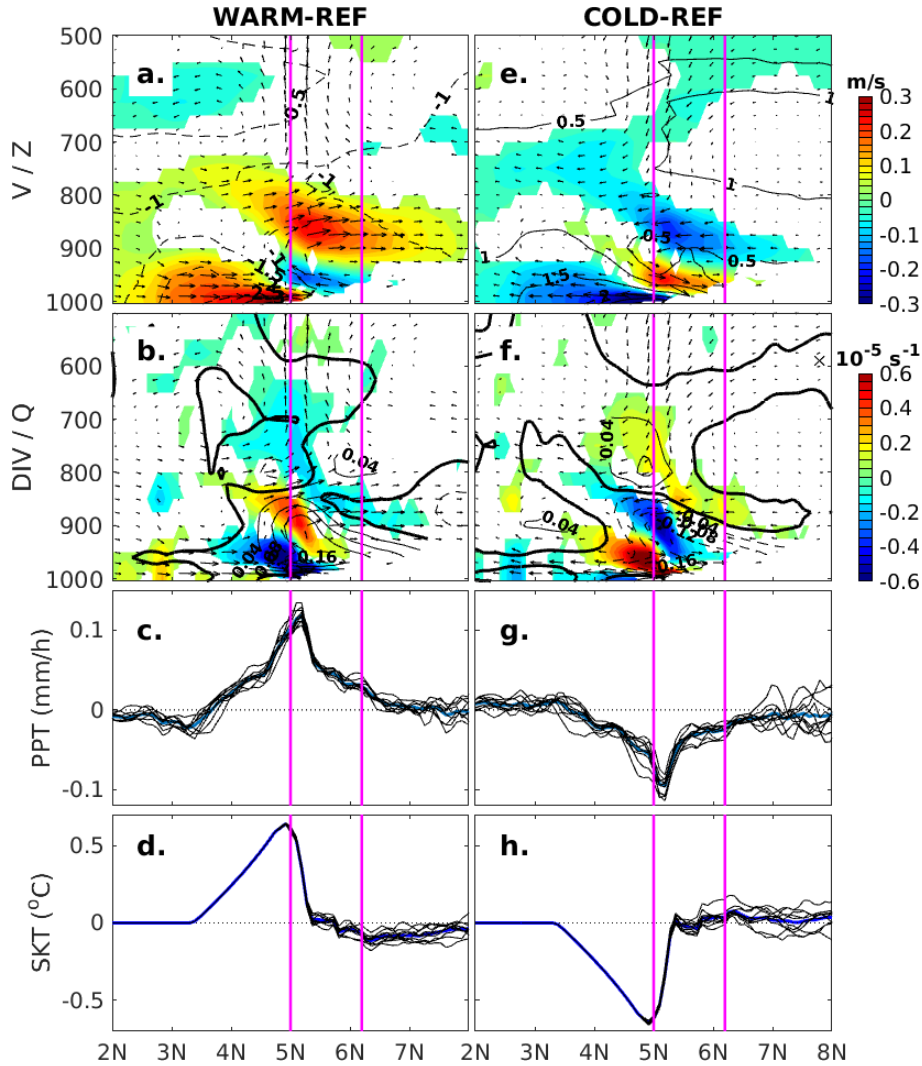 WARM-REF COLD-REF
500
a. e. m/s
600 0.5 -1 0.3
700 0.5 0.2
V / Z -1 1 0.1
800 -1 0
-1 0.5 -0.1
900 -1 1 0.5 -0.2
-1.5 1.5
1000 -0.3
b. f. × 10⁻⁵ s⁻¹
600 0.6
700 0.4
DIV / Q 0.04 0.04 0.2
800 0
900 0.04 -0.2
0.04 0.16 0.16 -0.4
1000 -0.6
0.1 c. g.
PPT (mm/h) 0
-0.1
0.5 d. h.
SKT (°C) 0
-0.5
2N 3N 4N 5N 6N 7N 2N 3N 4N 5N 6N 7N 8N